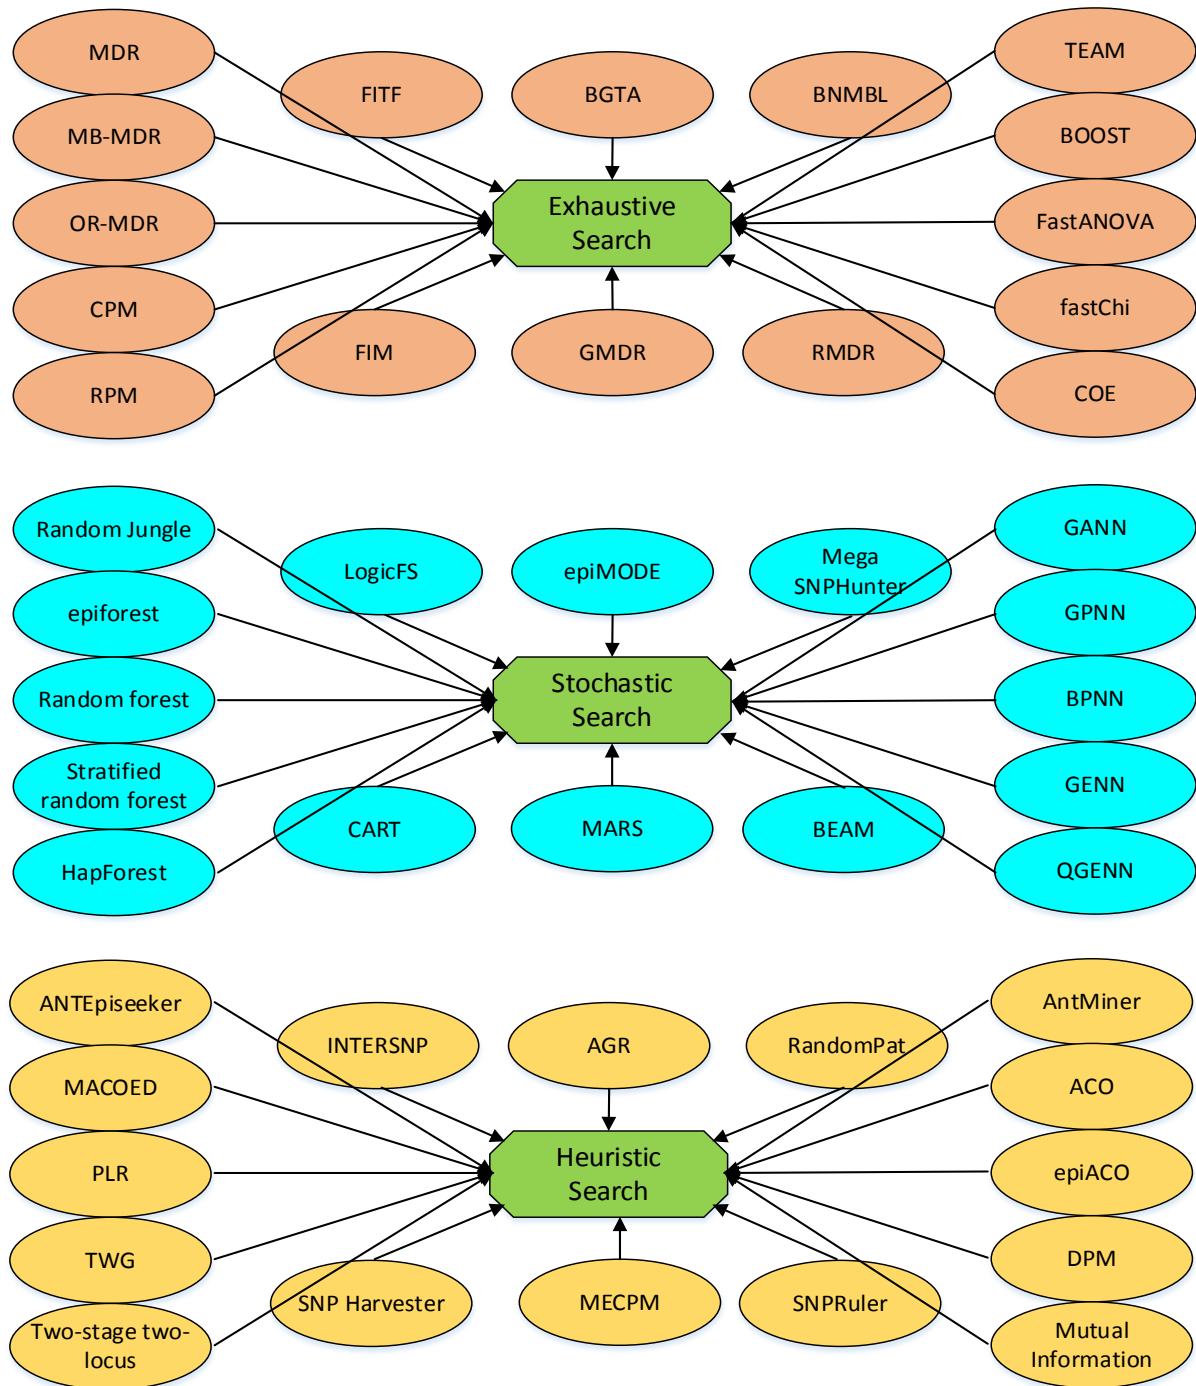 MDR
TEAM
FITF
BGTA
BNMBL
MB-MDR
BOOST
Exhaustive
Search
OR-MDR
FastANOVA
CPM
fastChi
FIM
GMDR
RMDR
RPM
COE
Random Jungle
GANN
LogicFS
epiMODE
Mega
SNPHunter
epiforest
GPNN
Stochastic
Search
Random forest
BPNN
Stratified
random forest
GENN
CART
MARS
BEAM
HapForest
QGENN
ANTEpiseeker
AntMiner
INTERSNP
AGR
RandomPat
MACOED
ACO
Heuristic
Search
PLR
epiACO
TWG
DPM
SNP Harvester
MECPM
SNPRuler
Two-stage two-
locus
Mutual
Information